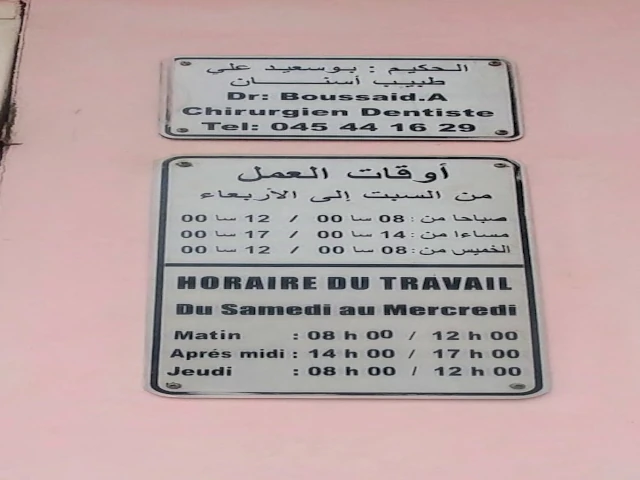 الحكيم : بوسعيد علي
طبيب أسنان
Dr: Boussaid.A
Chirurgien Dentiste
Tel: 045 44 16 29
أوقات العمل
من السبت إلى الأربعاء
صباحا من : 08 سا 00 / 12 سا 00
مساءا من : 14 سا 00 / 17 سا 00
الخميس من : 08 سا 00 / 12 سا 00
HORAIRE DU TRAVAIL
Du Samedi au Mercredi
Matin : 08 h 00 / 12 h 00
Aprés midi : 14 h 00 / 17 h 00
Jeudi : 08 h 00 / 12 h 00